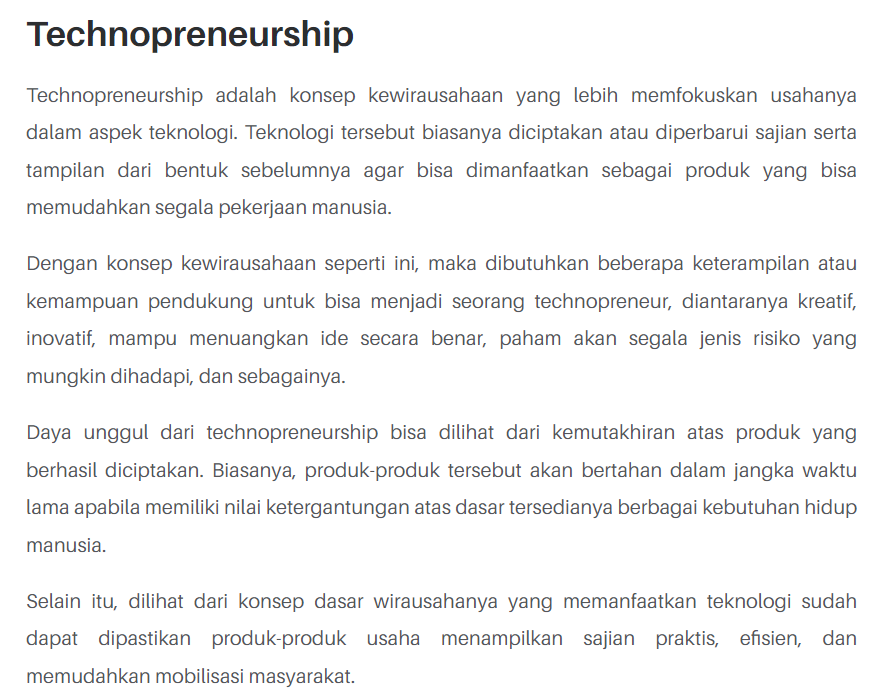 Technopreneurship
Technopreneurship adalah konsep kewirausahaan yang lebih memfokuskan usahanya
dalam aspek teknologi. Teknologi tersebut biasanya diciptakan atau diperbarui sajian serta
tampilan dari bentuk sebelumnya agar bisa dimanfaatkan sebagai produk yang bisa
memudahkan segala pekerjaan manusia.
Dengan konsep kewirausahaan seperti ini, maka dibutuhkan beberapa keterampilan atau
kemampuan pendukung untuk bisa menjadi seorang technopreneur, diantaranya kreatif,
inovatif, mampu menuangkan ide secara benar, paham akan segala jenis risiko yang
mungkin dihadapi, dan sebagainya.
Daya unggul dari technopreneurship bisa dilihat dari kemutakhiran atas produk yang
berhasil diciptakan. Biasanya, produk-produk tersebut akan bertahan dalam jangka waktu
lama apabila memiliki nilai ketergantungan atas dasar tersedianya berbagai kebutuhan hidup
manusia.
Selain itu, dilihat dari konsep dasar wirausahanya yang memanfaatkan teknologi sudah
dapat dipastikan produk-produk usaha menampilkan sajian praktis, efisien, dan
memudahkan mobilisasi masyarakat.